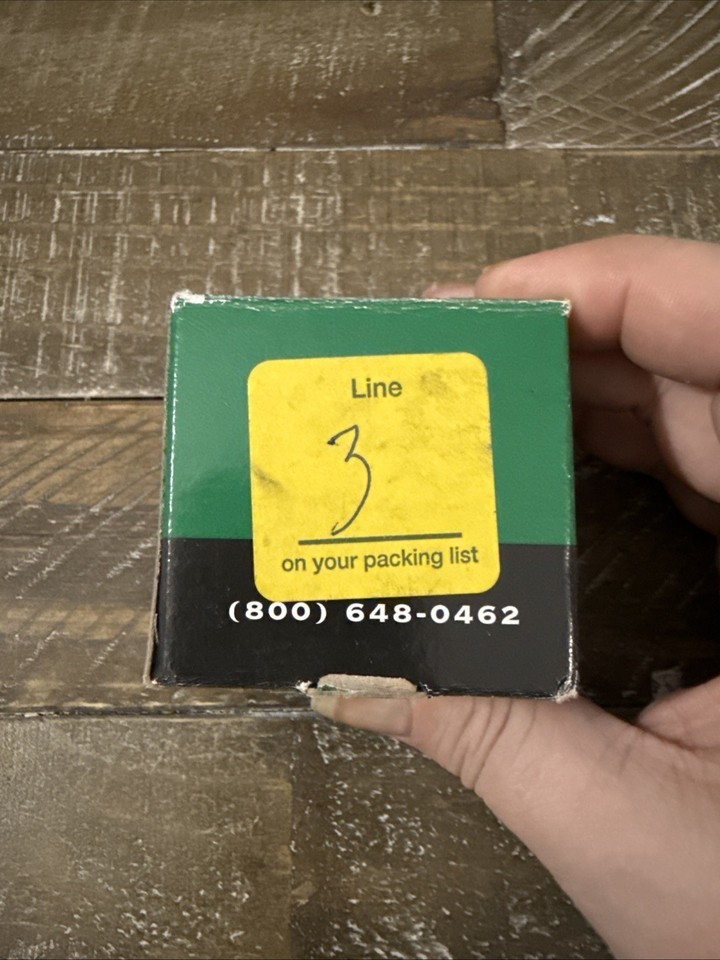 Line
3
on your packing list
(800) 648-0462